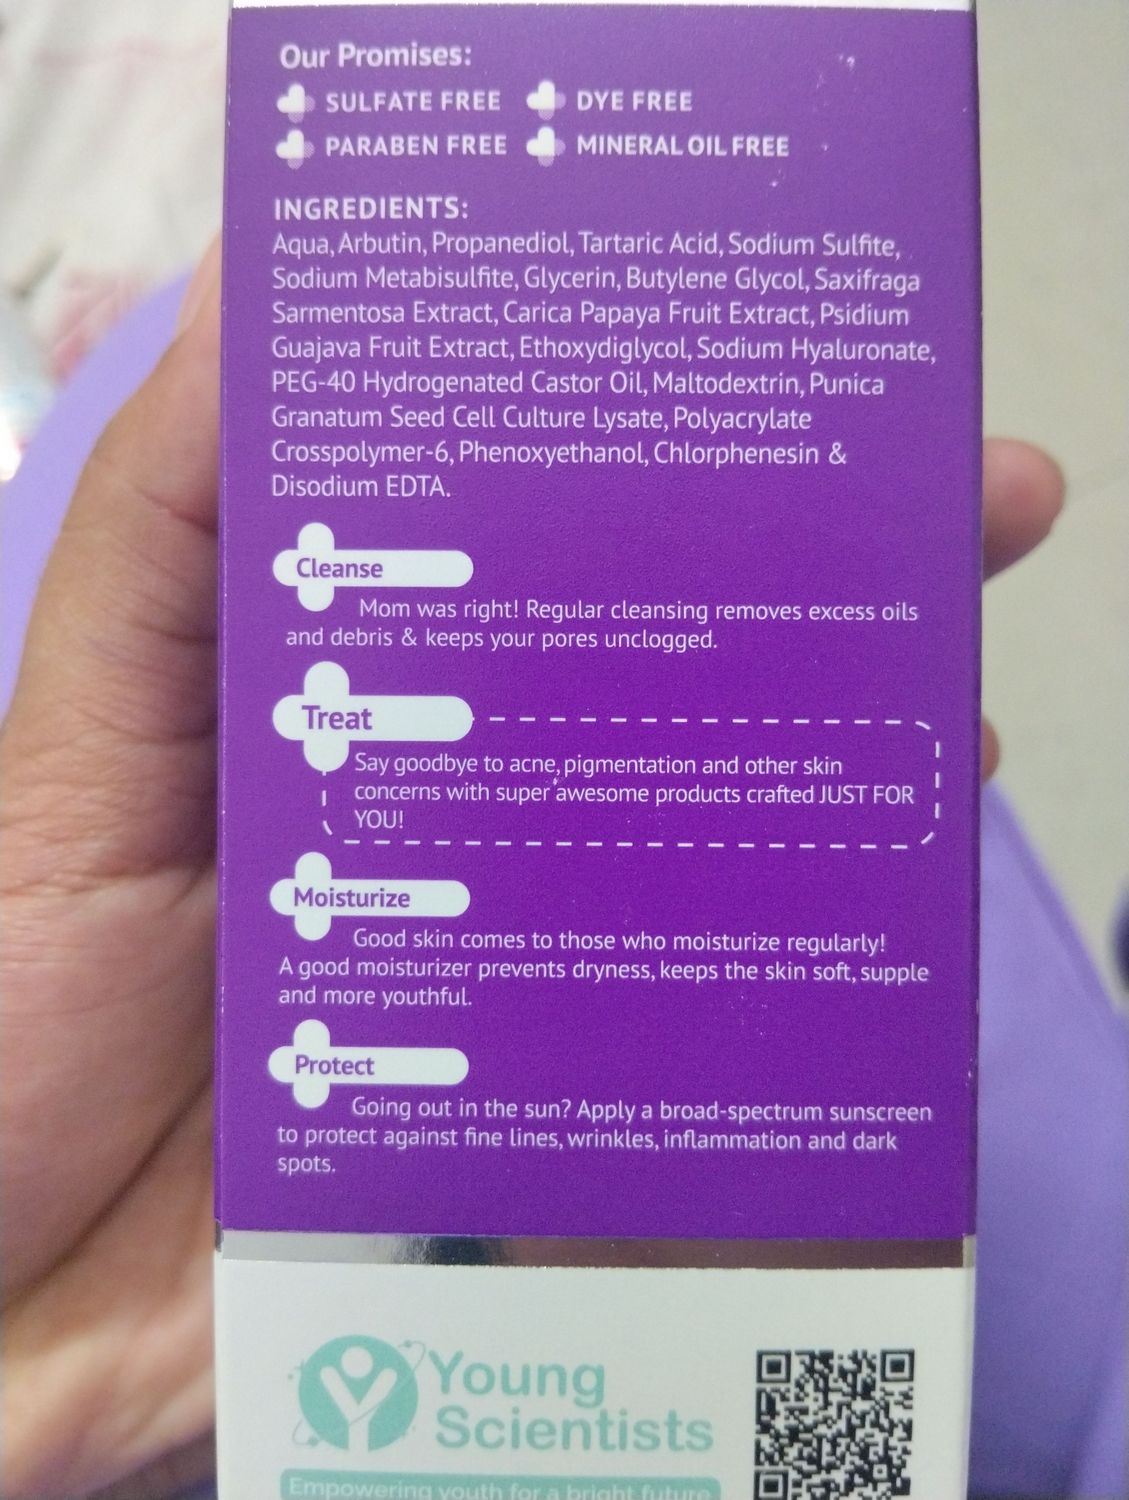 Our Promises:
SULFATE FREE DYE FREE
PARABEN FREE MINERAL OIL FREE
INGREDIENTS:
Aqua, Arbutin, Propanediol, Tartaric Acid, Sodium Sulfite,
Sodium Metabisulfite, Glycerin, Butylene Glycol, Saxifraga
Sarmentosa Extract, Carica Papaya Fruit Extract, Psidium
Guajava Fruit Extract, Ethoxydiglycol, Sodium Hyaluronate,
PEG-40 Hydrogenated Castor Oil, Maltodextrin, Punica
Granatum Seed Cell Culture Lysate, Polyacrylate
Crosspolymer-6, Phenoxyethanol, Chlorphenesin &
Disodium EDTA.
Cleanse
Mom was right! Regular cleansing removes excess oils
and debris & keeps your pores unclogged.
Treat
Say goodbye to acne, pigmentation and other skin
concerns with super awesome products crafted JUST FOR
YOU!
Moisturize
Good skin comes to those who moisturize regularly!
A good moisturizer prevents dryness, keeps the skin soft, supple
and more youthful.
Protect
Going out in the sun? Apply a broad-spectrum sunscreen
to protect against fine lines, wrinkles, inflammation and dark
spots.
Young
Scientists
Empowering youth for a bright future